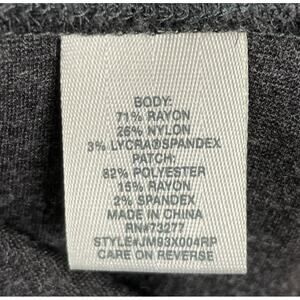 BODY:
71% RAYON
26% NYLON
3% LYCRA®SPANDEX
PATCH:
82% POLYESTER
15% RAYON
2% SPANDEX
MADE IN CHINA
RN#73277
STYLE#JM93X004RP
CARE ON REVERSE